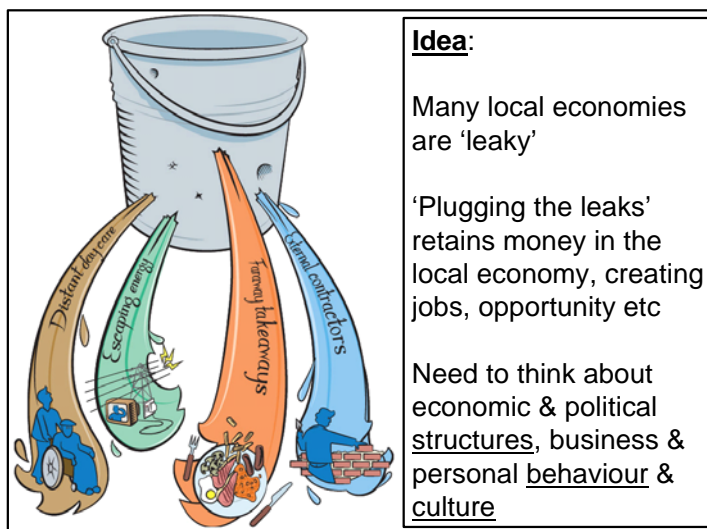 Distant day care
Escaping energy
Faraway takeaways
External contractors
Idea:
Many local economies
are ‘leaky’
‘Plugging the leaks’
retains money in the
local economy, creating
jobs, opportunity etc
Need to think about
economic & political
structures, business &
personal behaviour &
culture